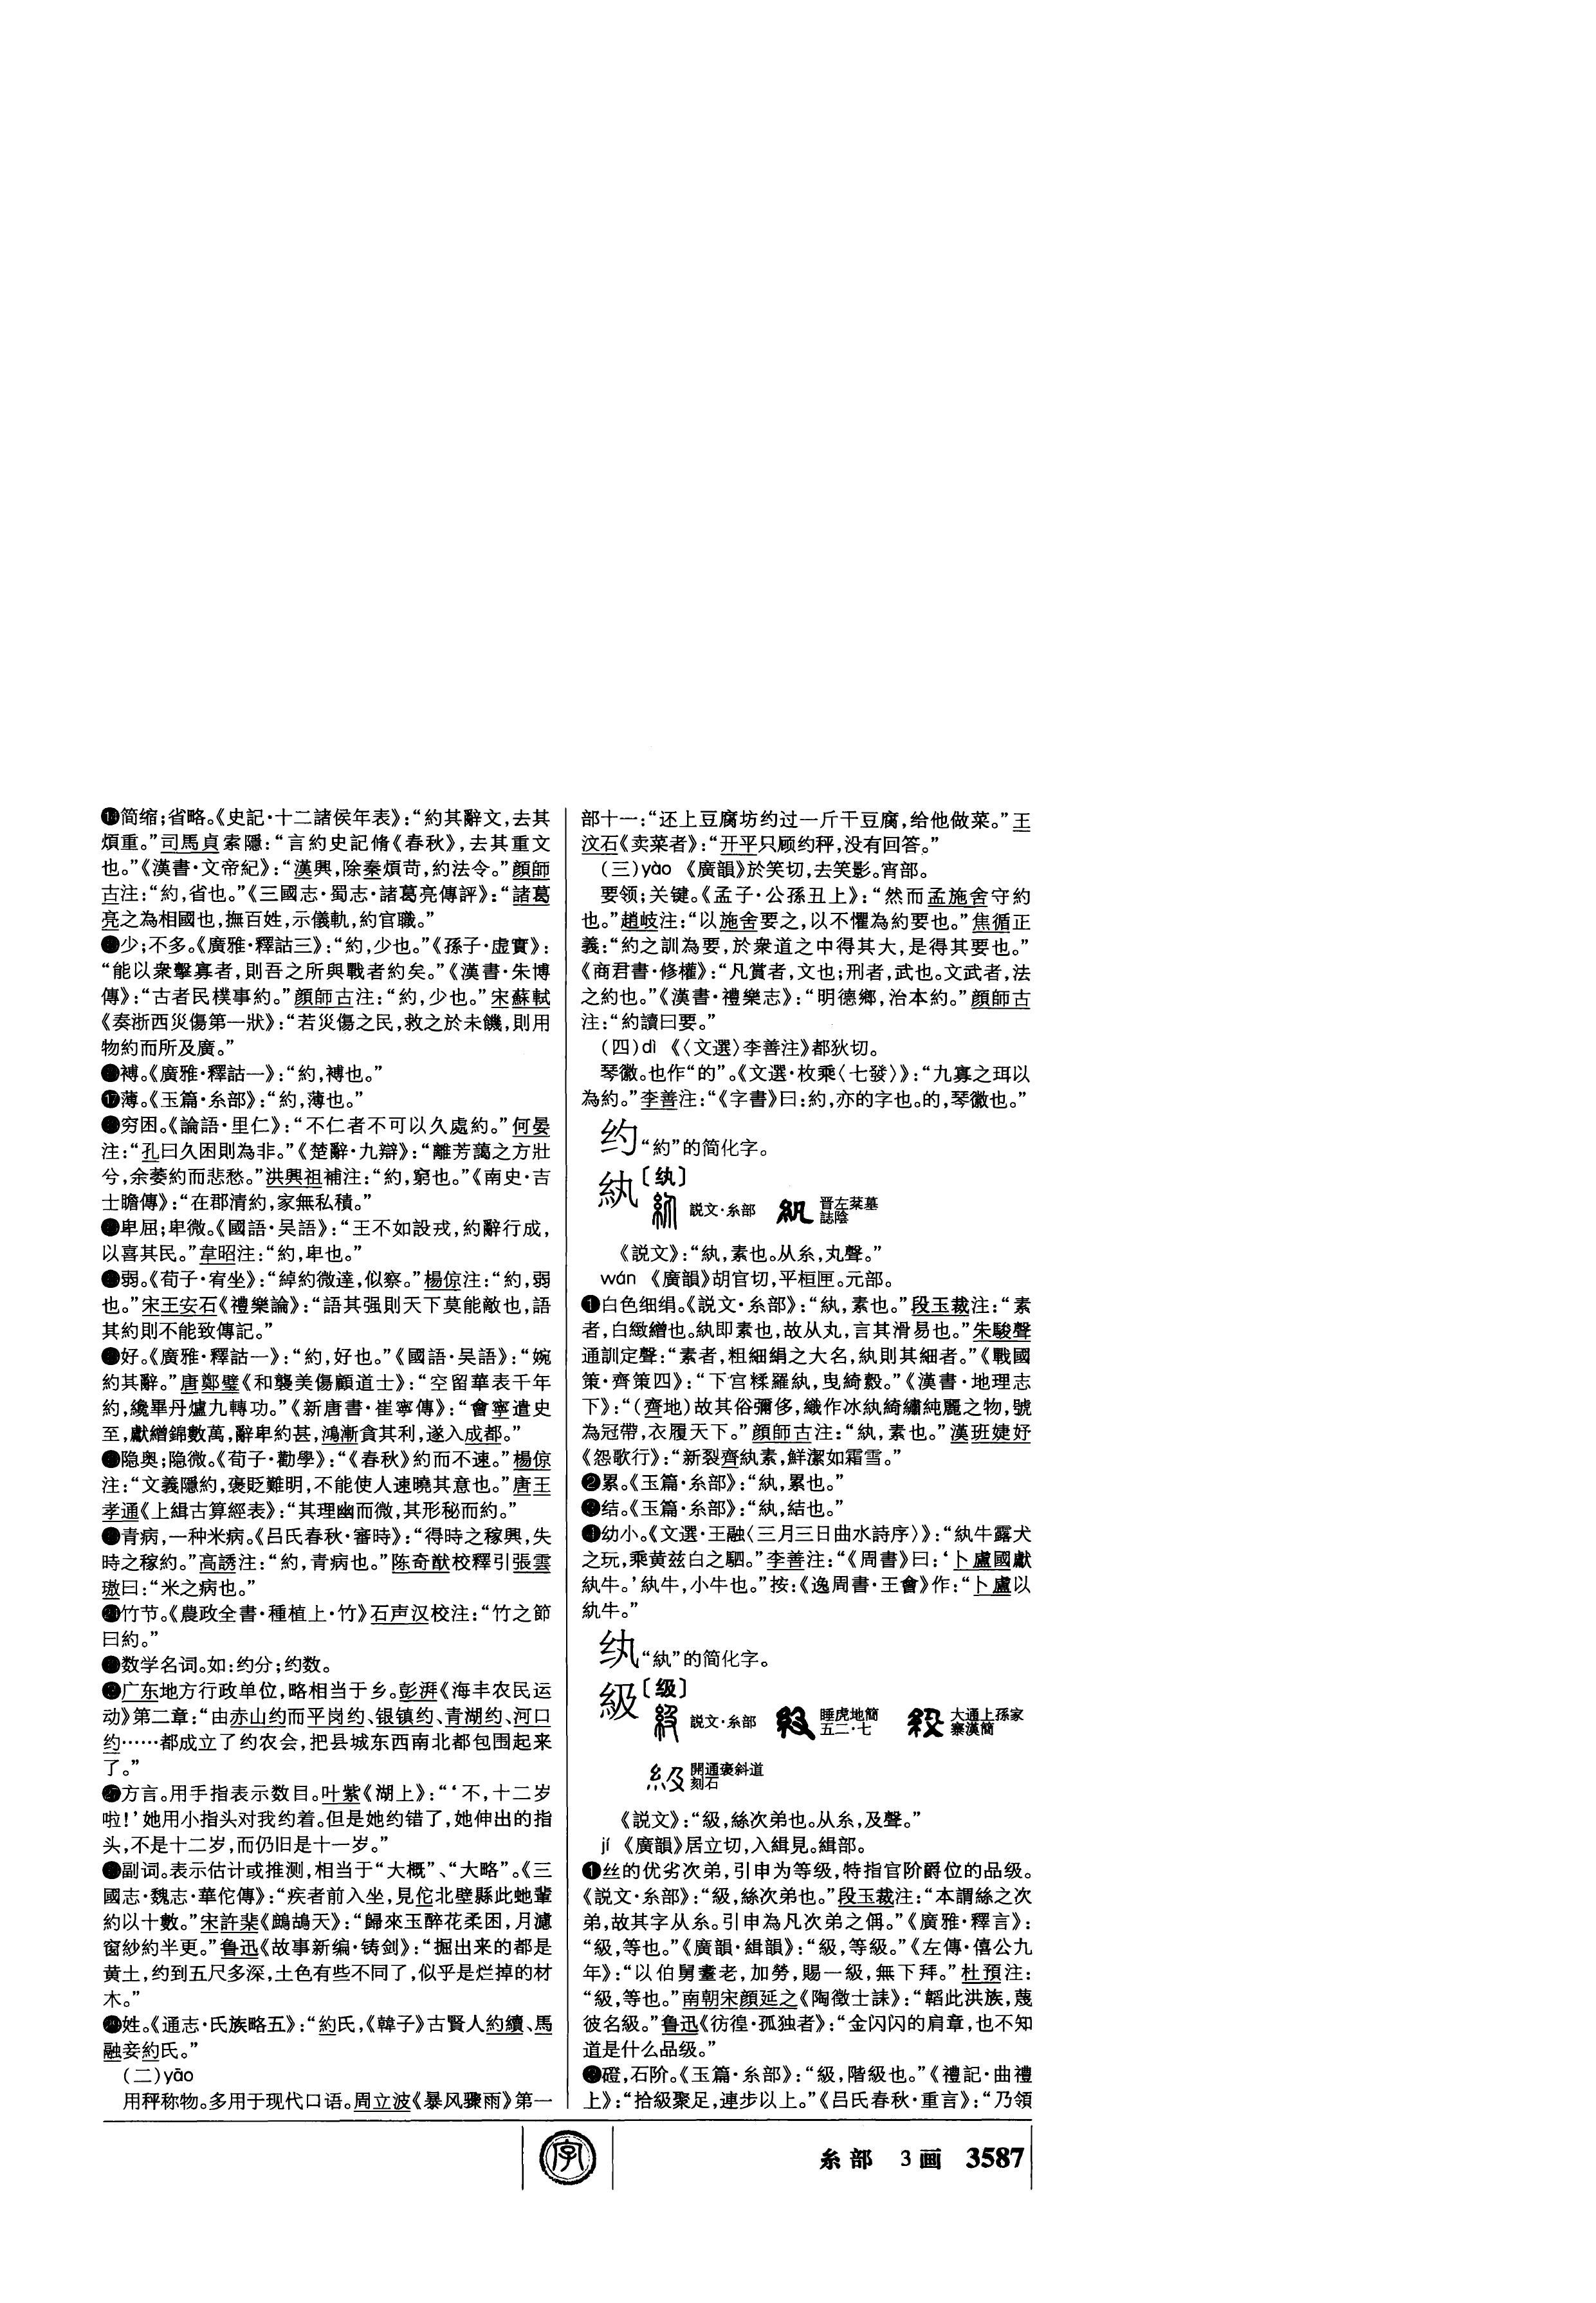 简缩;省略。《史記·十二諸侯年表》:“約其辭文,去其
煩重。”司馬貞索隱:“言約史記脩《春秋》,去其重文
也。”《漢書·文帝紀》:“漢興,除秦煩苛,約法令。”顔師
古注:“約,省也。”《三國志·蜀志·諸葛亮傳評》:“諸葛
亮之為相國也,撫百姓,示儀軌,約官職。”
少;不多。《廣雅·釋詁三》:“約,少也。”《孫子·虚實》:
“能以衆擊寡者,則吾之所與戰者約矣。”《漢書·朱博
傳》:“古者民樸事約。”顔師古注:“約,少也。”宋蘇軾
《奏浙西災傷第一狀》:“若災傷之民,救之於未饑,則用
物約而所及廣。”
䙏。《廣雅·釋詁一》:“約,䙏也。”
⓱薄。《玉篇·糸部》:“約,薄也。”
穷困。《論語·里仁》:“不仁者不可以久處約。”何晏
注:“孔曰久困則為非。”《楚辭·九辯》:“離芳藹之方壯
兮,余萎約而悲愁。”洪興祖補注:“約,窮也。”《南史·吉
士瞻傳》:“在郡清約,家無私積。”
卑屈;卑微。《國語·吴語》:“王不如設戎,約辭行成,
以喜其民。”韋昭注:“約,卑也。”
弱。《荀子·宥坐》:“綽約微達,似察。”楊倞注:“約,弱
也。”宋王安石《禮樂論》:“語其强則天下莫能敵也,語
其約則不能致傳記。”
好。《廣雅·釋詁一》:“約,好也。”《國語·吴語》:“婉
約其辭。”唐鄭璧《和襲美傷顧道士》:“空留華表千年
約,纔畢丹爐九轉功。”《新唐書·崔寧傳》:“會寧遣史
至,獻繒錦數萬,辭卑約甚,鴻漸貪其利,遂入成都。”
隐奥;隐微。《荀子·勸學》:“《春秋》約而不速。”楊倞
注:“文義隱約,褒貶難明,不能使人速曉其意也。”唐王
孝通《上緝古算經表》:“其理幽而微,其形秘而約。”
青病,一种米病。《吕氏春秋·審時》:“得時之稼興,失
時之稼約。”高誘注:“約,青病也。”陈奇猷校釋引張雲
璈曰:“米之病也。”
竹节。《農政全書·種植上·竹》石声汉校注:“竹之節
曰約。”
数学名词。如:约分;约数。
广东地方行政单位,略相当于乡。彭湃《海丰农民运
动》第二章:“由赤山约而平岗约、银镇约、青湖约、河口
约……都成立了约农会,把县城东西南北都包围起来
了。”
方言。用手指表示数目。叶紫《湖上》:“‘不,十二岁
啦!’她用小指头对我约着。但是她约错了,她伸出的指
头,不是十二岁,而仍旧是十一岁。”
副词。表示估计或推测,相当于“大概”、“大略”。《三
國志·魏志·華佗傳》:“疾者前入坐,見佗北壁縣此虵輩
約以十數。”宋許棐《鷓鴣天》:“歸來玉醉花柔困,月濾
窗紗約半更。”鲁迅《故事新编·铸剑》:“掘出来的都是
黄土,约到五尺多深,土色有些不同了,似乎是烂掉的材
木。”
姓。《通志·氏族略五》:“約氏,《韓子》古賢人約續、馬
融妾約氏。”
(二)yāo
用秤称物。多用于现代口语。周立波《暴风骤雨》第一
部十一:“还上豆腐坊约过一斤干豆腐,给他做菜。”王
汶石《卖菜者》:“开平只顾约秤,没有回答。”
(三)yào 《廣韻》於笑切,去笑影。宵部。
要领;关键。《孟子·公孫丑上》:“然而孟施舍守約
也。”趙岐注:“以施舍要之,以不懼為約要也。”焦循正
義:“約之訓為要,於衆道之中得其大,是得其要也。”
《商君書·修權》:“凡賞者,文也;刑者,武也。文武者,法
之約也。”《漢書·禮樂志》:“明德鄉,治本約。”顔師古
注:“約讀曰要。”
(四)dì 《〈文選〉李善注》都狄切。
琴徽。也作“的”。《文選·枚乘〈七發〉》:“九寡之珥以
為約。”李善注:“《字書》曰:約,亦的字也。的,琴徽也。”
约 “約”的简化字。
紈〔纨〕
説文·糸部 晋左棻墓誌陰
《説文》:“紈,素也。从糸,丸聲。”
wán 《廣韻》胡官切,平桓匣。元部。
❶白色细绢。《説文·糸部》:“紈,素也。”段玉裁注:“素
者,白緻繒也。紈即素也,故从丸,言其滑易也。”朱駿聲
通訓定聲:“素者,粗細絹之大名,紈則其細者。”《戰國
策·齊策四》:“下宫糅羅紈,曳綺縠。”《漢書·地理志
下》:“(齊地)故其俗彌侈,織作冰紈綺繡純麗之物,號
為冠帶,衣履天下。”顔師古注:“紈,素也。”漢班婕妤
《怨歌行》:“新裂齊紈素,鮮潔如霜雪。”
❷累。《玉篇·糸部》:“紈,累也。”
❸结。《玉篇·糸部》:“紈,結也。”
❹幼小。《文選·王融〈三月三日曲水詩序〉》:“紈牛露犬
之玩,乘黄兹白之駟。”李善注:“《周書》曰:‘卜盧國獻
紈牛。’紈牛,小牛也。”按:《逸周書·王會》作:“卜盧以
紈牛。”
纨 “紈”的简化字。
級〔级〕
説文·糸部 睡虎地簡五二·七 大通上孫家寨漢簡
開通褒斜道刻石
《説文》:“級,絲次弟也。从糸,及聲。”
jí 《廣韻》居立切,入緝見。緝部。
❶丝的优劣次弟,引申为等级,特指官阶爵位的品级。
《説文·糸部》:“級,絲次弟也。”段玉裁注:“本謂絲之次
弟,故其字从糸。引申為凡次弟之偁。”《廣雅·釋言》:
“級,等也。”《廣韻·緝韻》:“級,等級。”《左傳·僖公九
年》:“以伯舅耋老,加勞,賜一級,無下拜。”杜預注:
“級,等也。”南朝宋顔延之《陶徵士誄》:“韜此洪族,蔑
彼名級。”鲁迅《彷徨·孤独者》:“金闪闪的肩章,也不知
道是什么品级。”
❷磴,石阶。《玉篇·糸部》:“級,階級也。”《禮記·曲禮
上》:“拾級聚足,連步以上。”《吕氏春秋·重言》:“乃領
字
糸部 3画 3587